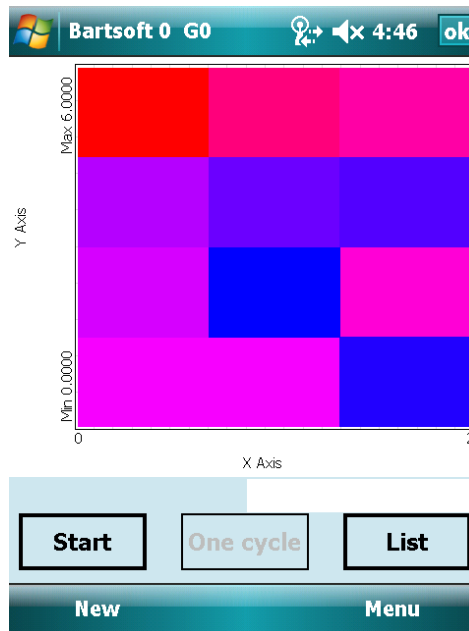 Bartsoft 0 G0 4:46 ok
Max 6.0000
Y Axis
Min 0.0000
0 2
X Axis
Start One cycle List
New Menu